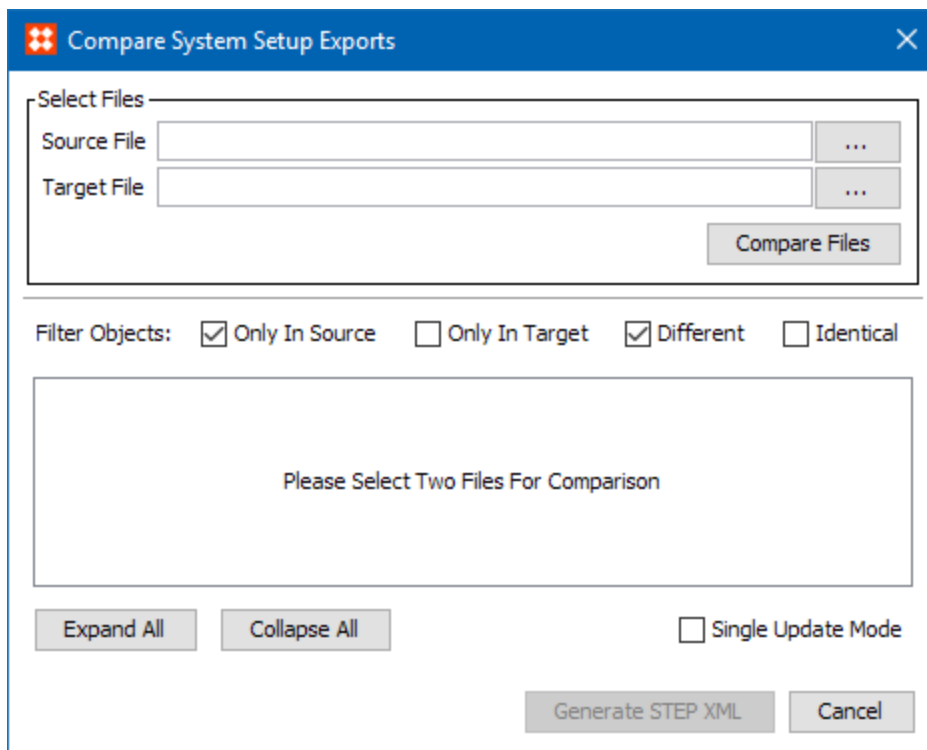 Compare System Setup Exports
Select Files
Source File ...
Target File ...
Compare Files
Filter Objects: Only In Source Only In Target Different Identical
Please Select Two Files For Comparison
Expand All Collapse All Single Update Mode
Generate STEP XML Cancel